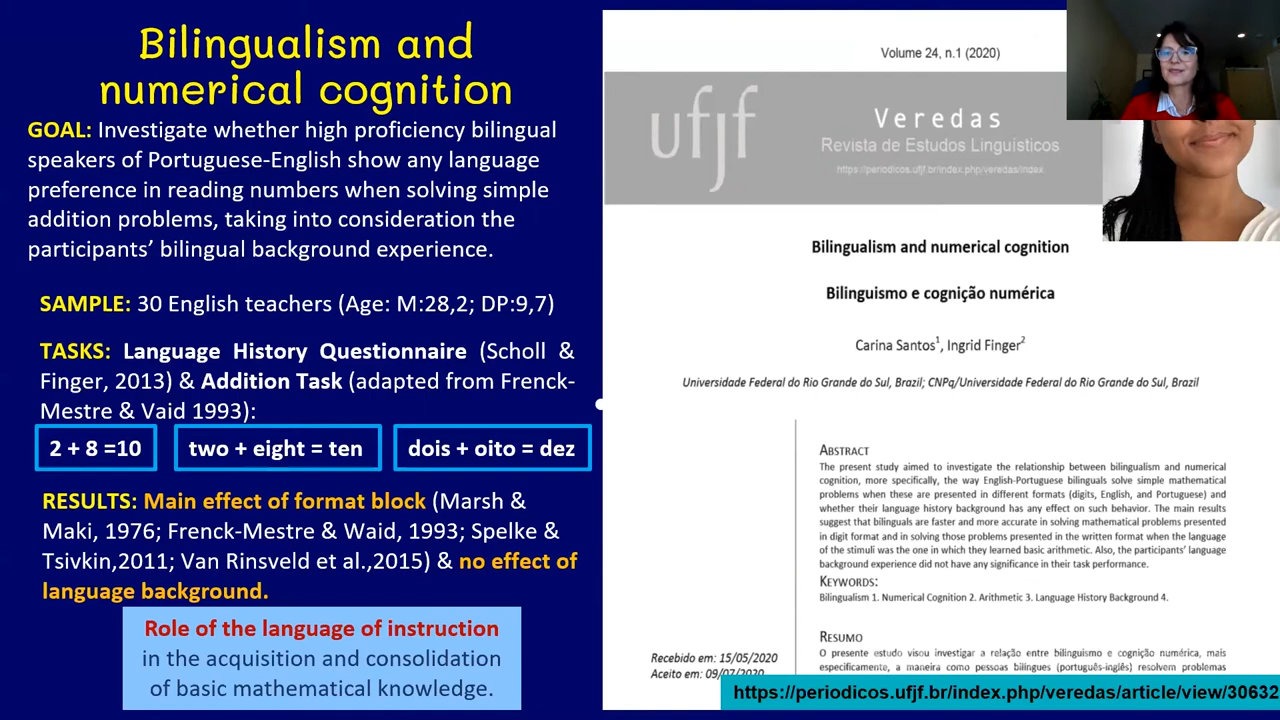 Bilingualism and
numerical cognition
GOAL: Investigate whether high proficiency bilingual
speakers of Portuguese-English show any language
preference in reading numbers when solving simple
addition problems, taking into consideration the
participants’ bilingual background experience.
SAMPLE: 30 English teachers (Age: M:28,2; DP:9,7)
TASKS: Language History Questionnaire (Scholl &
Finger, 2013) & Addition Task (adapted from Frenck-
Mestre & Vaid 1993):
2 + 8 =10
two + eight = ten
dois + oito = dez
RESULTS: Main effect of format block (Marsh &
Maki, 1976; Frenck-Mestre & Waid, 1993; Spelke &
Tsivkin,2011; Van Rinsveld et al.,2015) & no effect of
language background.
Role of the language of instruction
in the acquisition and consolidation
of basic mathematical knowledge.
Volume 24, n.1 (2020)
ufjf
Veredas
Revista de Estudos Linguísticos
https://periodicos.ufjf.br/index.php/veredas/index
Bilingualism and numerical cognition
Bilinguismo e cognição numérica
Carina Santos1, Ingrid Finger2
Universidade Federal do Rio Grande do Sul, Brazil; CNPq/Universidade Federal do Rio Grande do Sul, Brazil
ABSTRACT
The present study aimed to investigate the relationship between bilingualism and numerical
cognition, more specifically, the way English-Portuguese bilinguals solve simple mathematical
problems when these are presented in different formats (digits, English, and Portuguese) and
whether their language history background has any effect on such behavior. The main results
suggest that bilinguals are faster and more accurate in solving mathematical problems presented
in digit format and in solving those problems presented in the written format when the language
of the stimuli was the one in which they learned basic arithmetic. Also, the participants’ language
background experience did not have any significance in their task performance.
KEYWORDS:
Bilingualism 1. Numerical Cognition 2. Arithmetic 3. Language History Background 4.
RESUMO
O presente estudo visou investigar a relação entre bilinguismo e cognição numérica, mais
especificamente, a maneira como pessoas bilíngues (português-inglês) resolvem problemas
Recebido em: 15/05/2020
Aceito em: 09/07/2020
https://periodicos.ufjf.br/index.php/veredas/article/view/30632